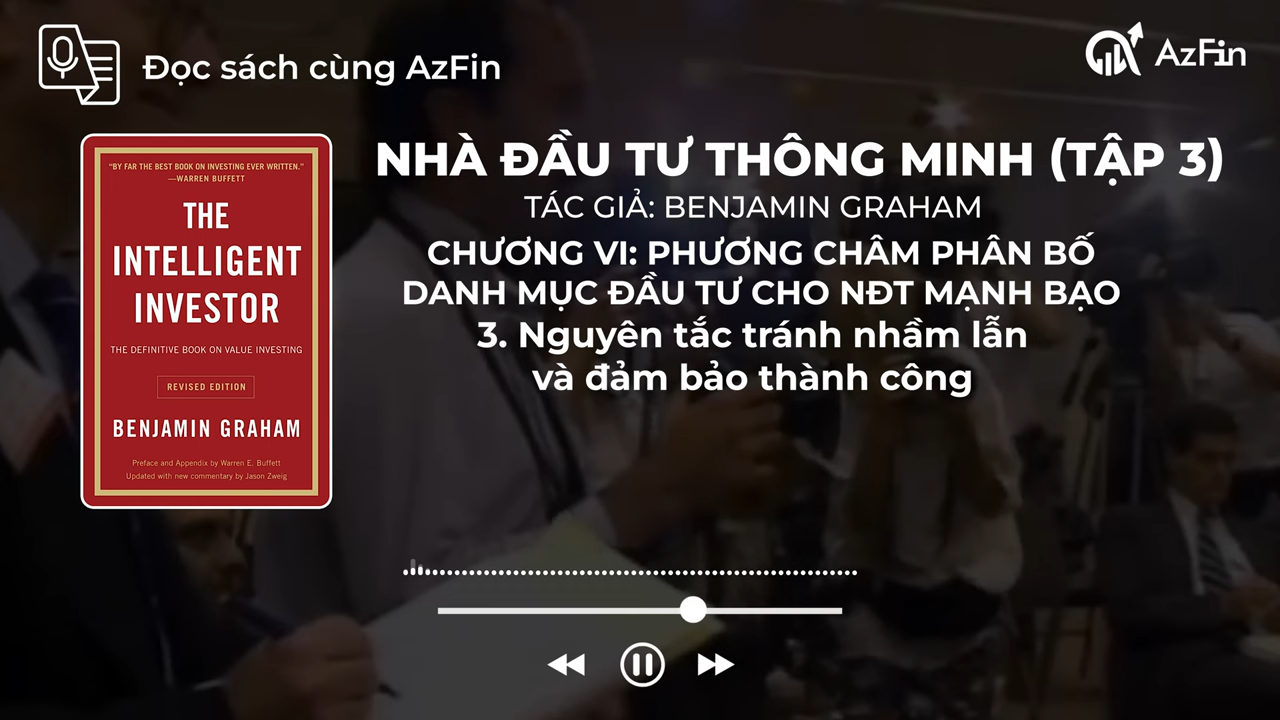 Đọc sách cùng AzFin
AzFin
"BY FAR THE BEST BOOK ON INVESTING EVER WRITTEN."
—WARREN BUFFETT
THE
INTELLIGENT
INVESTOR
THE DEFINITIVE BOOK ON VALUE INVESTING
REVISED EDITION
BENJAMIN GRAHAM
Preface and Appendix by Warren E. Buffett
Updated with new commentary by Jason Zweig
NHÀ ĐẦU TƯ THÔNG MINH (TẬP 3)
TÁC GIẢ: BENJAMIN GRAHAM
CHƯƠNG VI: PHƯƠNG CHÂM PHÂN BỐ
DANH MỤC ĐẦU TƯ CHO NĐT MẠNH BẠO
3. Nguyên tắc tránh nhầm lẫn
và đảm bảo thành công